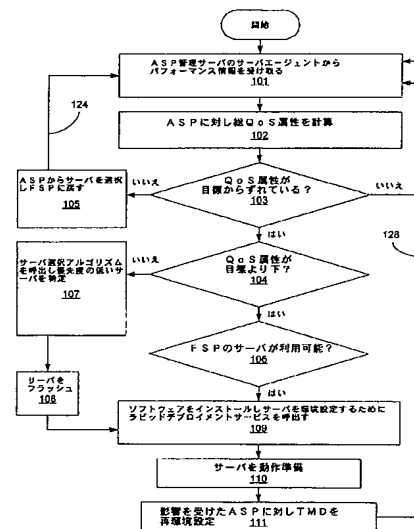 開始
ASP管理サーバのサーバエージェントから
パフォーマンス情報を受け取る
101
124
ASPに対し総QoS属性を計算
102
ASPからサーバを選択
しFSPに戻す
105
いいえ
QoS属性が
目標からずれている?
103
いいえ
はい
128
サーバ選択アルゴリズム
を呼出し優先度の低いサー
バを特定
107
いいえ
QoS属性が
目標より下?
104
はい
FSPのサーバが利用可能?
106
はい
サーバを
フラッシュ
108
ソフトウェアをインストールしサーバを環境設定するために
ラピッドデプロイメントサービスを呼出す
109
サーバを動作準備
110
影響を受けたASPに対しTMDを
再環境設定
111